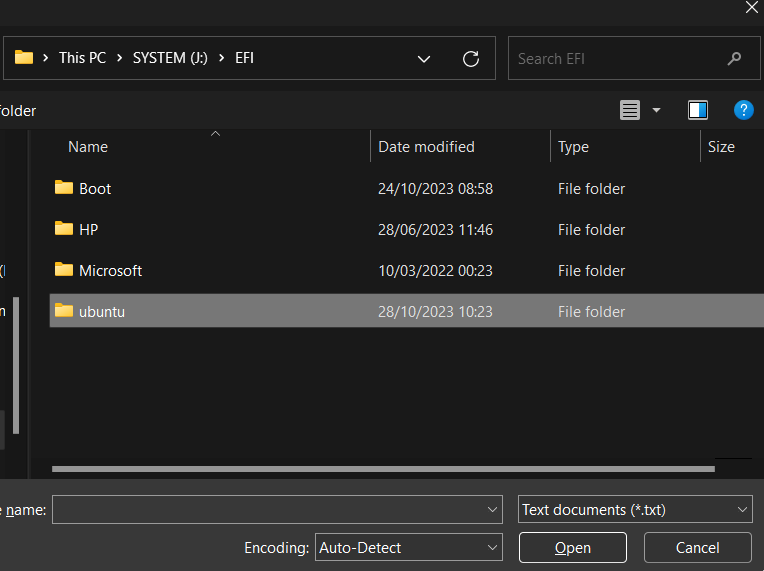 This PC SYSTEM (J:) EFI Search EFI
folder
Name Date modified Type Size
Boot 24/10/2023 08:58 File folder
HP 28/06/2023 11:46 File folder
Microsoft 10/03/2022 00:23 File folder
ubuntu 28/10/2023 10:23 File folder
name: Text documents (*.txt)
Encoding: Auto-Detect Open Cancel